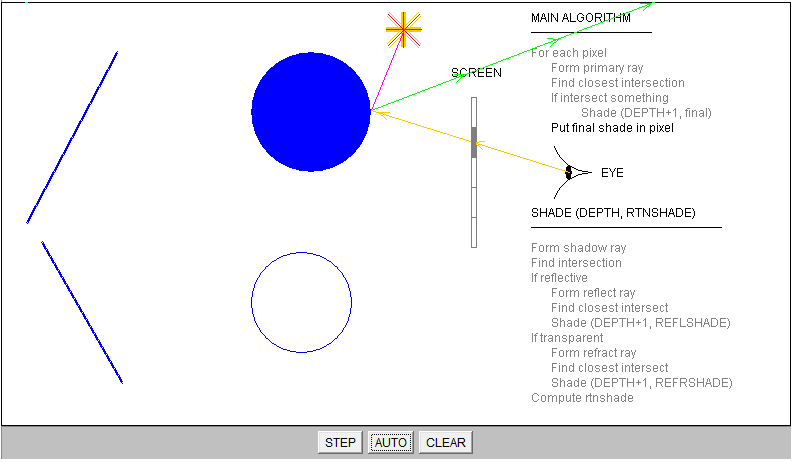 MAIN ALGORITHM
For each pixel
Form primary ray
Find closest intersection
If intersect something
Shade (DEPTH+1, final)
Put final shade in pixel
SCREEN
EYE
SHADE (DEPTH, RTNSHADE)
Form shadow ray
Find intersection
If reflective
Form reflect ray
Find closest intersect
Shade (DEPTH+1, REFLSHADE)
If transparent
Form refract ray
Find closest intersect
Shade (DEPTH+1, REFRSHADE)
Compute rtnshade
STEP AUTO CLEAR